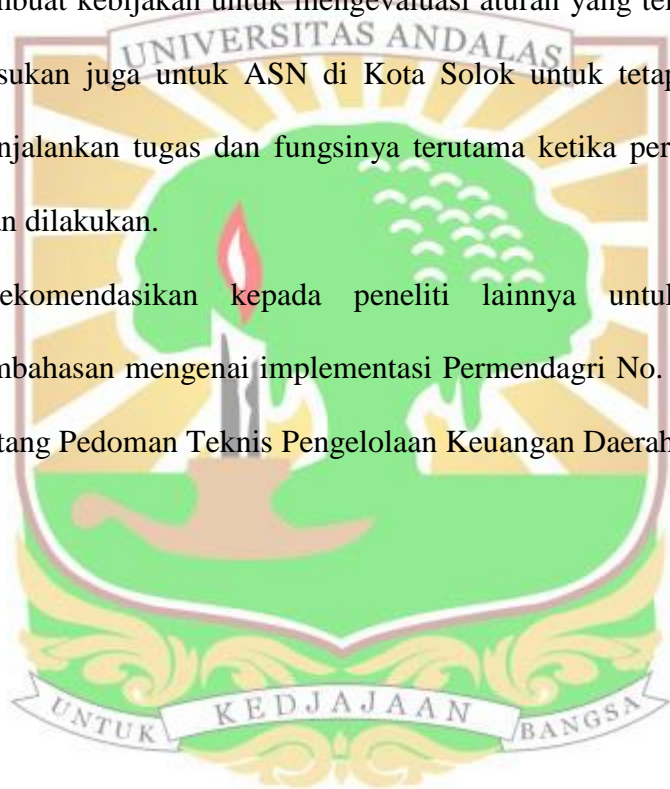 mbuat kebijakan untuk mengevaluasi aturan yang te
UNIVERSITAS ANDALAS
sukan juga untuk ASN di Kota Solok untuk tetap
njalankan tugas dan fungsinya terutama ketika per
an dilakukan.
ekomendasikan kepada peneliti lainnya untuk
mbahasan mengenai implementasi Permendagri No.
tang Pedoman Teknis Pengelolaan Keuangan Daerah
UNTUK KEDJAJAAN BANGSA